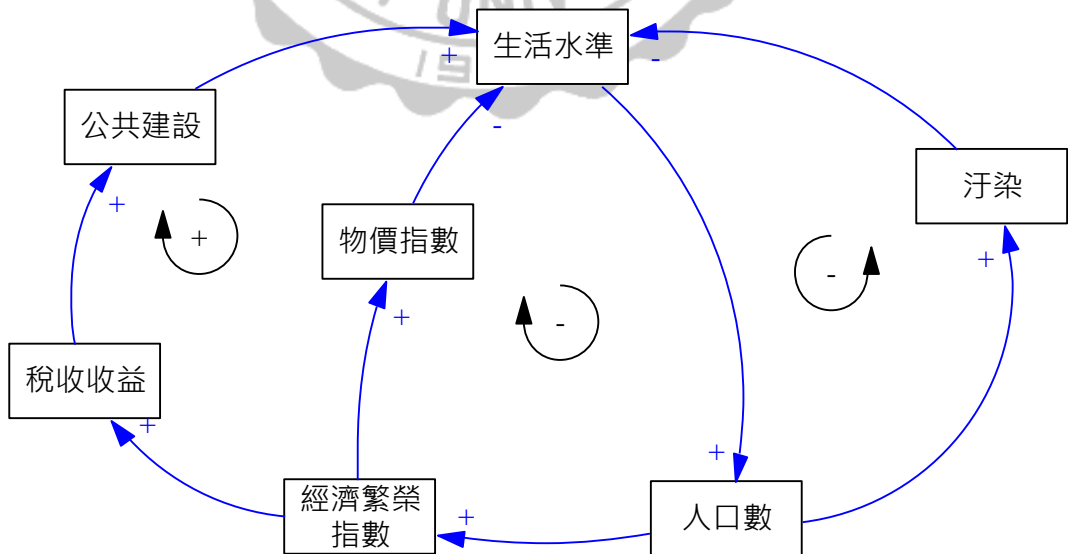 生活水準
+
-
公共建設
-
汙染
+
+
物價指數
+
-
+
-
+
稅收收益
+
經濟繁榮
指數
+
+
人口數